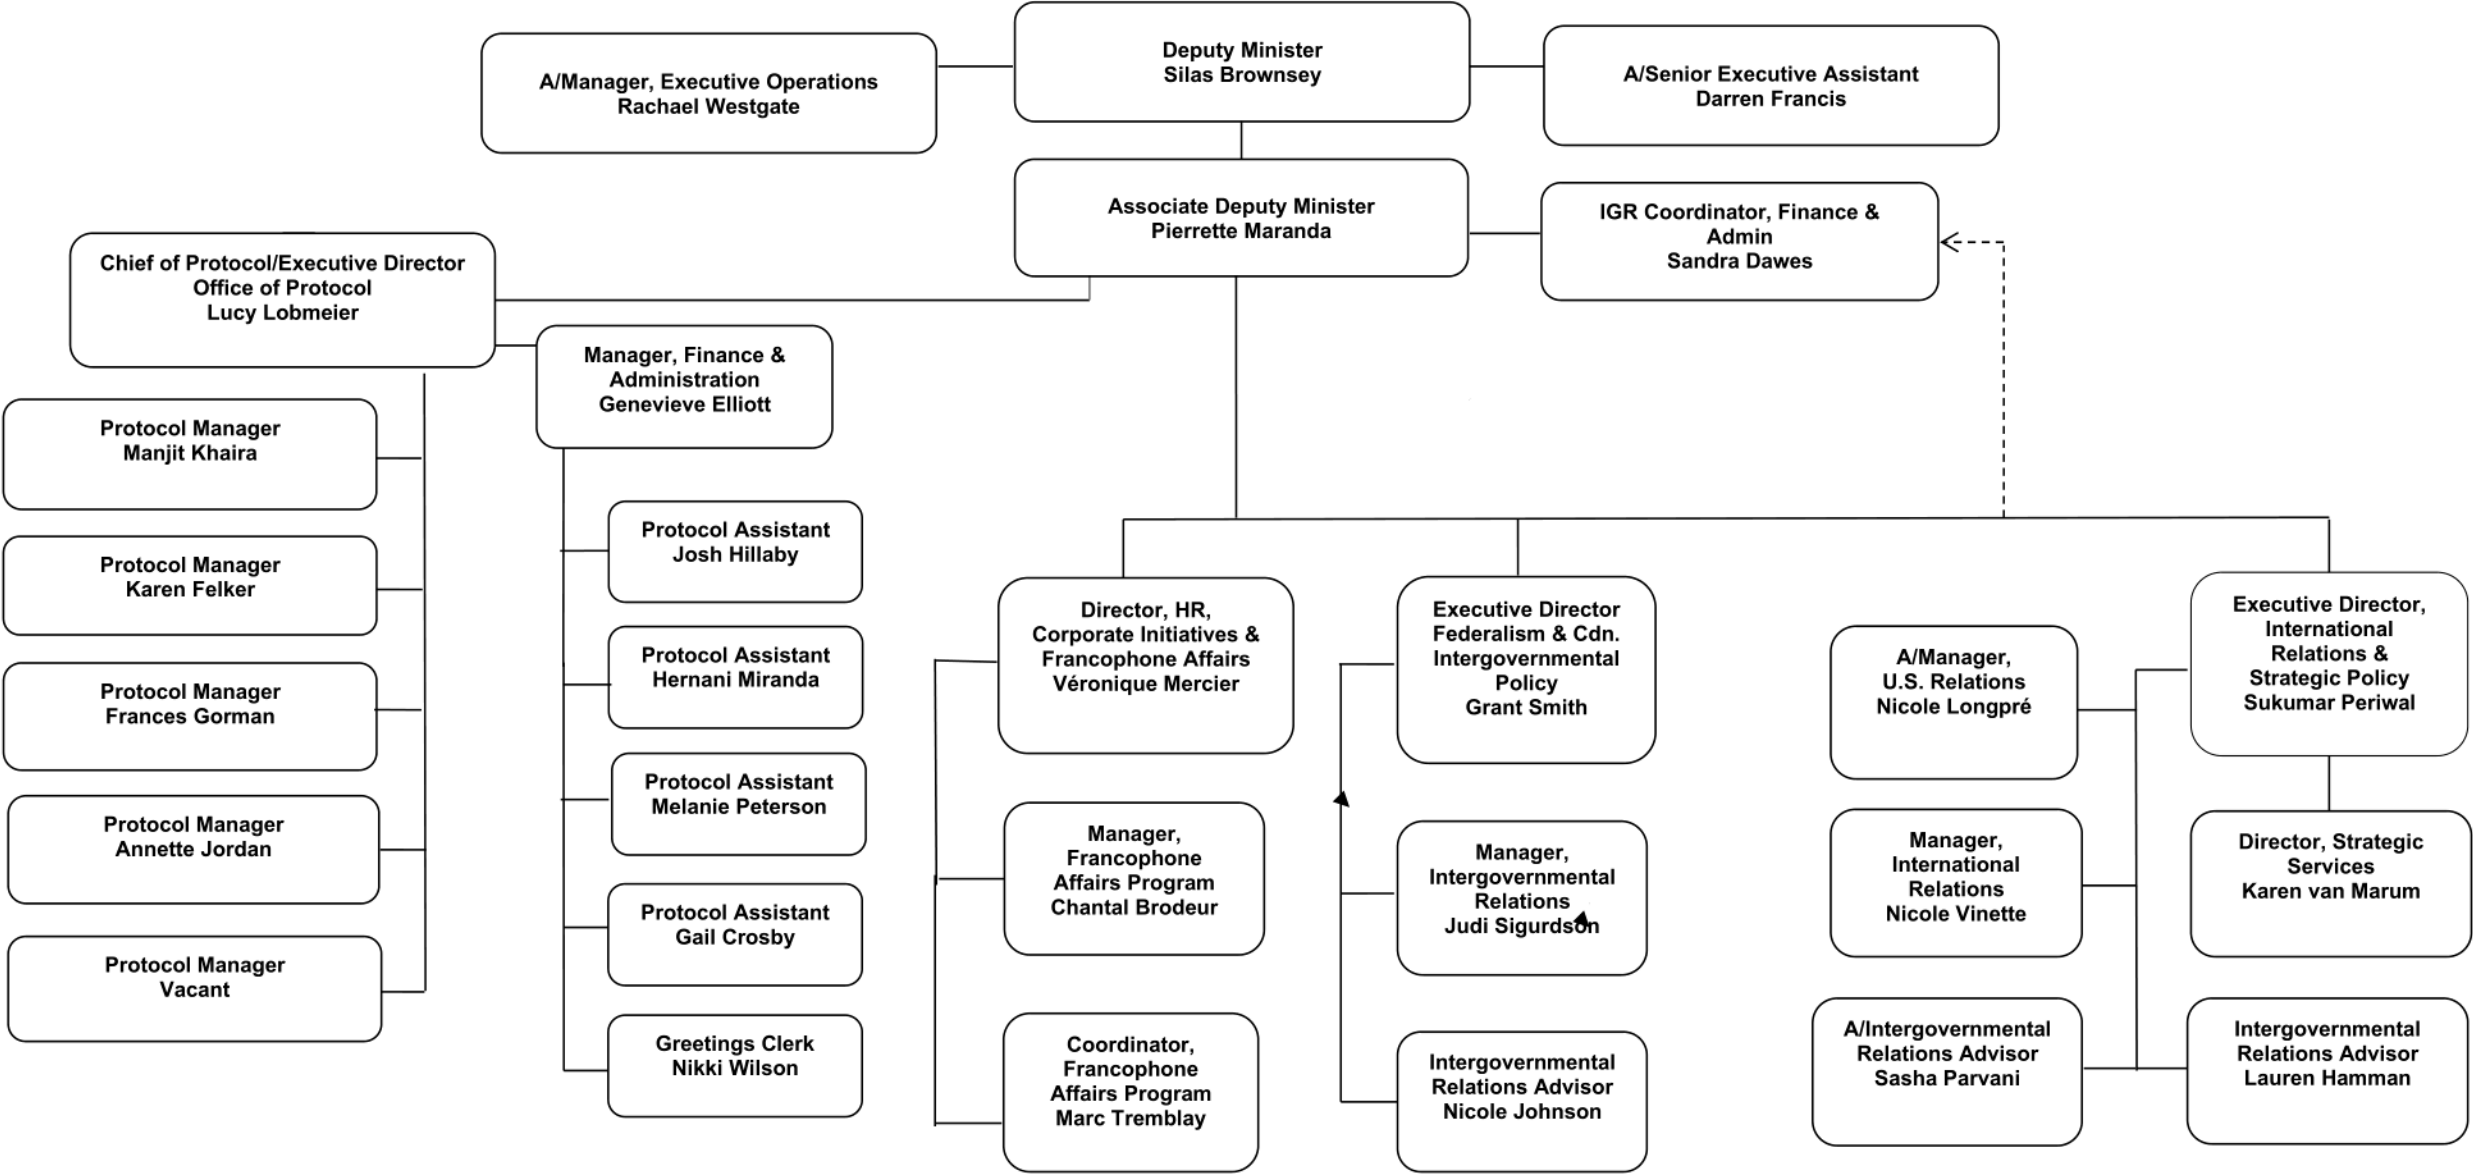 Deputy Minister
Silas Brownsey
A/Manager, Executive Operations
Rachael Westgate
A/Senior Executive Assistant
Darren Francis
Associate Deputy Minister
Pierrette Maranda
IGR Coordinator, Finance &
Admin
Sandra Dawes
Chief of Protocol/Executive Director
Office of Protocol
Lucy Lobmeier
Manager, Finance &
Administration
Genevieve Elliott
Protocol Manager
Manjit Khaira
Protocol Manager
Karen Felker
Protocol Manager
Frances Gorman
Protocol Manager
Annette Jordan
Protocol Manager
Vacant
Protocol Assistant
Josh Hillaby
Protocol Assistant
Hernani Miranda
Protocol Assistant
Melanie Peterson
Protocol Assistant
Gail Crosby
Greetings Clerk
Nikki Wilson
Director, HR,
Corporate Initiatives &
Francophone Affairs
Véronique Mercier
Manager,
Francophone
Affairs Program
Chantal Brodeur
Coordinator,
Francophone
Affairs Program
Marc Tremblay
Executive Director
Federalism & Cdn.
Intergovernmental
Policy
Grant Smith
Manager,
Intergovernmental
Relations
Judi Sigurdson
Intergovernmental
Relations Advisor
Nicole Johnson
Executive Director,
International
Relations &
Strategic Policy
Sukumar Periwal
A/Manager,
U.S. Relations
Nicole Longpré
Manager,
International
Relations
Nicole Vinette
Director, Strategic
Services
Karen van Marum
A/Intergovernmental
Relations Advisor
Sasha Parvani
Intergovernmental
Relations Advisor
Lauren Hamman